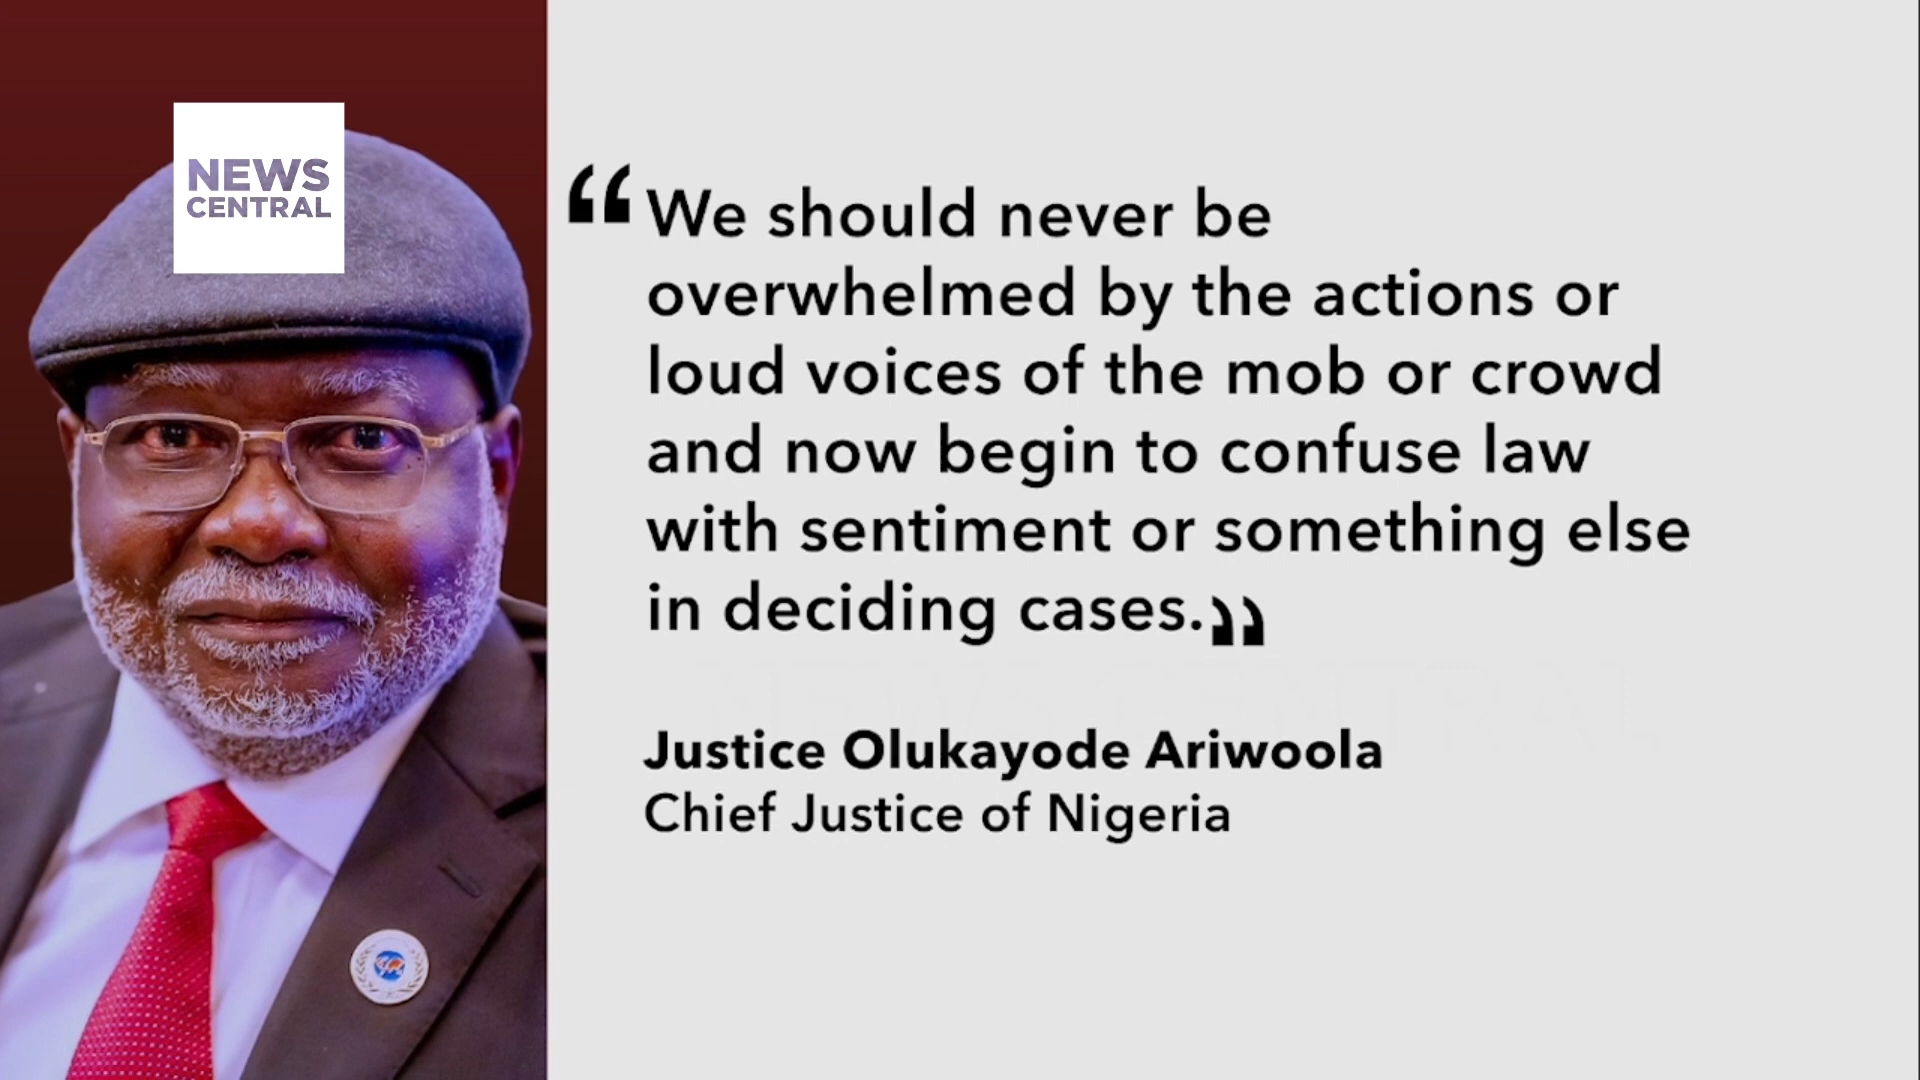 NEWS
CENTRAL
“We should never be
overwhelmed by the actions or
loud voices of the mob or crowd
and now begin to confuse law
with sentiment or something else
in deciding cases.”
Justice Olukayode Ariwoola
Chief Justice of Nigeria